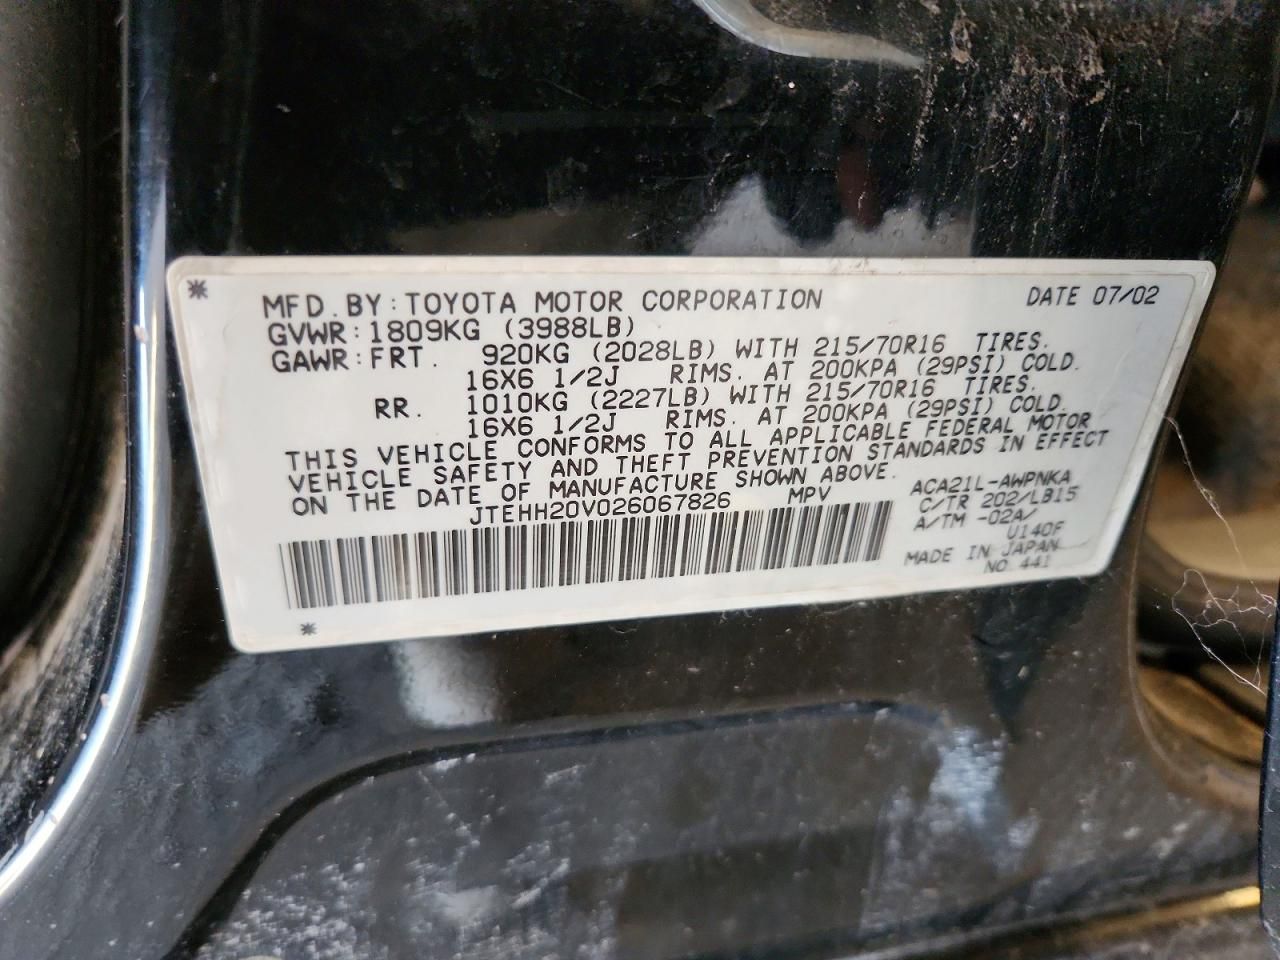 MFD. BY: TOYOTA MOTOR CORPORATION DATE 07/02
GVWR: 1809KG (3988LB)
GAWR: FRT. 920KG (2028LB) WITH 215/70R16 TIRES.
16X6 1/2J RIMS. AT 200KPA (29PSI) COLD.
RR. 1010KG (2227LB) WITH 215/70R16 TIRES.
16X6 1/2J RIMS. AT 200KPA (29PSI) COLD.
THIS VEHICLE CONFORMS TO ALL APPLICABLE FEDERAL MOTOR
VEHICLE SAFETY AND THEFT PREVENTION STANDARDS IN EFFECT
ON THE DATE OF MANUFACTURE SHOWN ABOVE.
JTEHH20V026067826 MPV
ACA21L-AWPNKA
C/TR 202/LB15
A/TM -02A/
U140F
MADE IN JAPAN
NO. 441